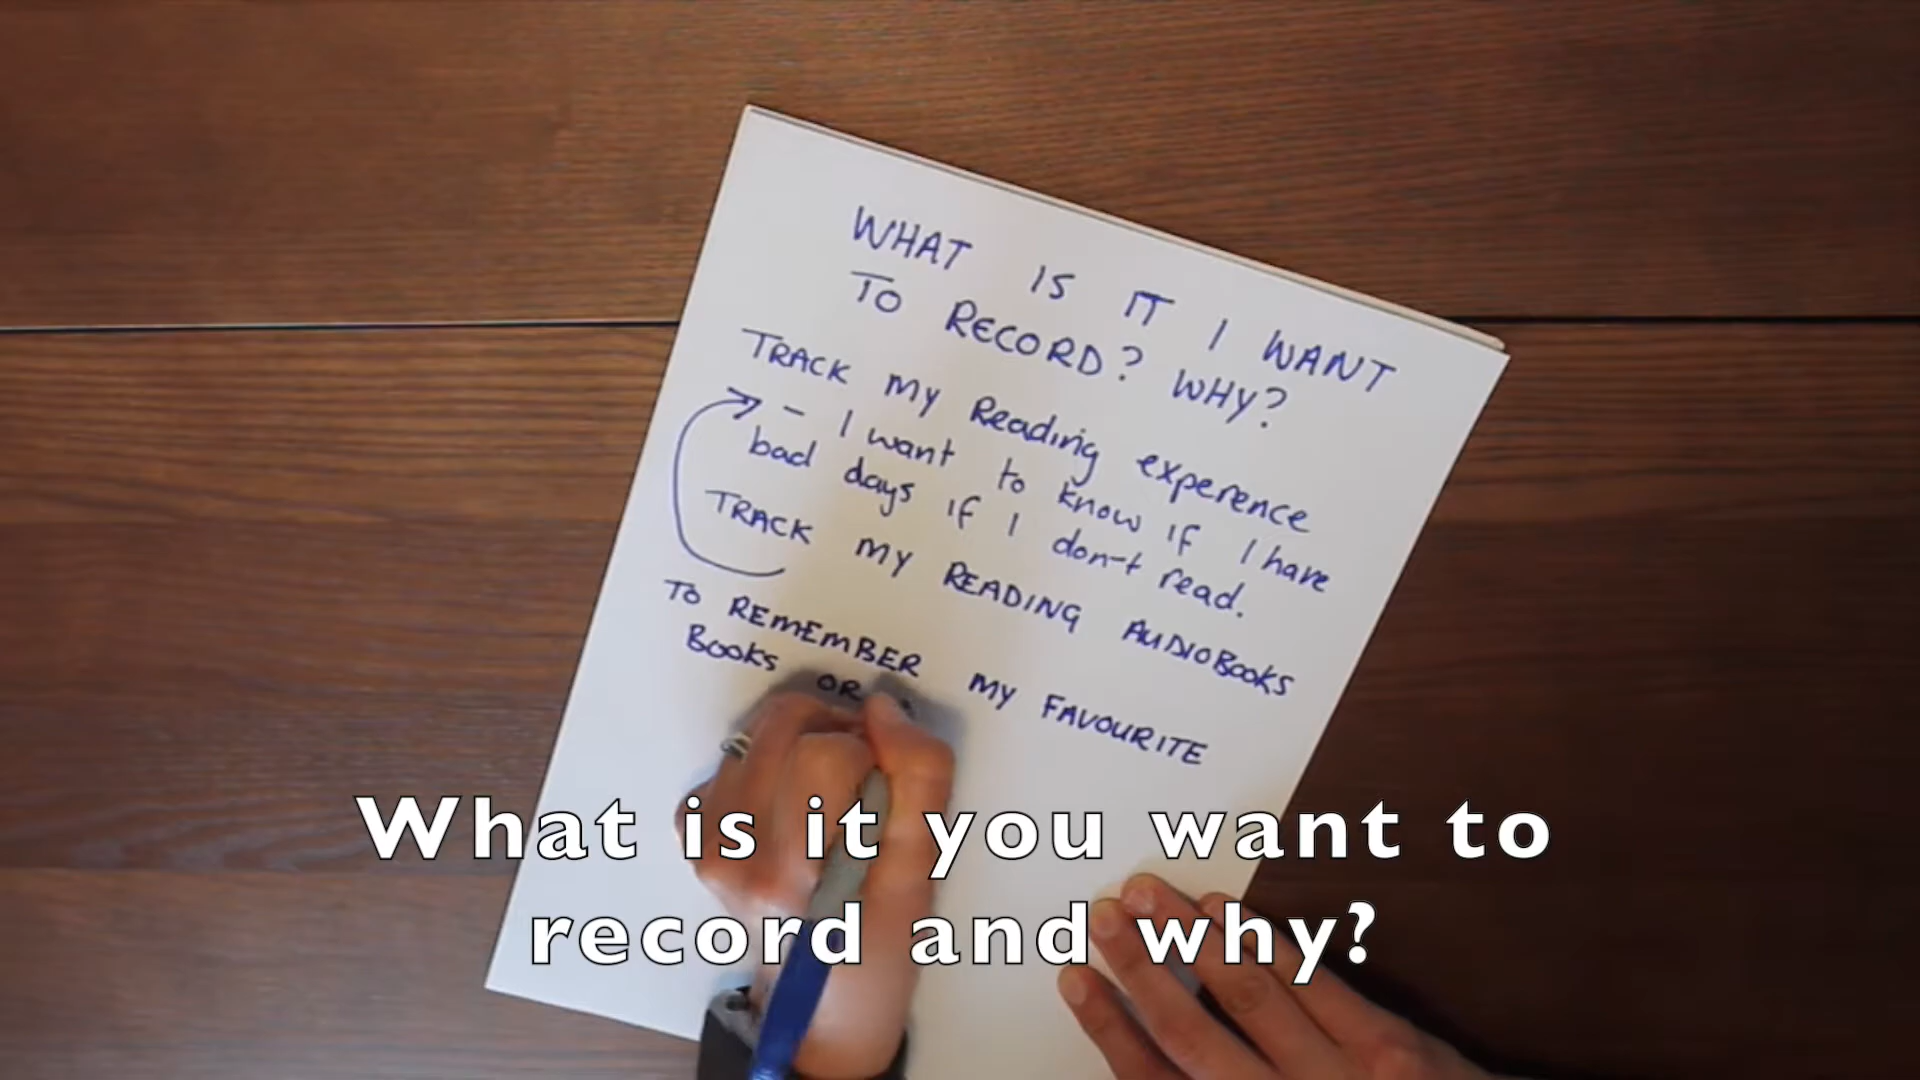 WHAT IS IT I WANT
TO RECORD? WHY?
TRACK my Reading experence
- I want to know if I have
bad days if I don't read.
TRACK my READING AUDIOBOOKS
TO REMEMBER my FAVOURITE
BOOKS OR
What is it you want to
record and why?